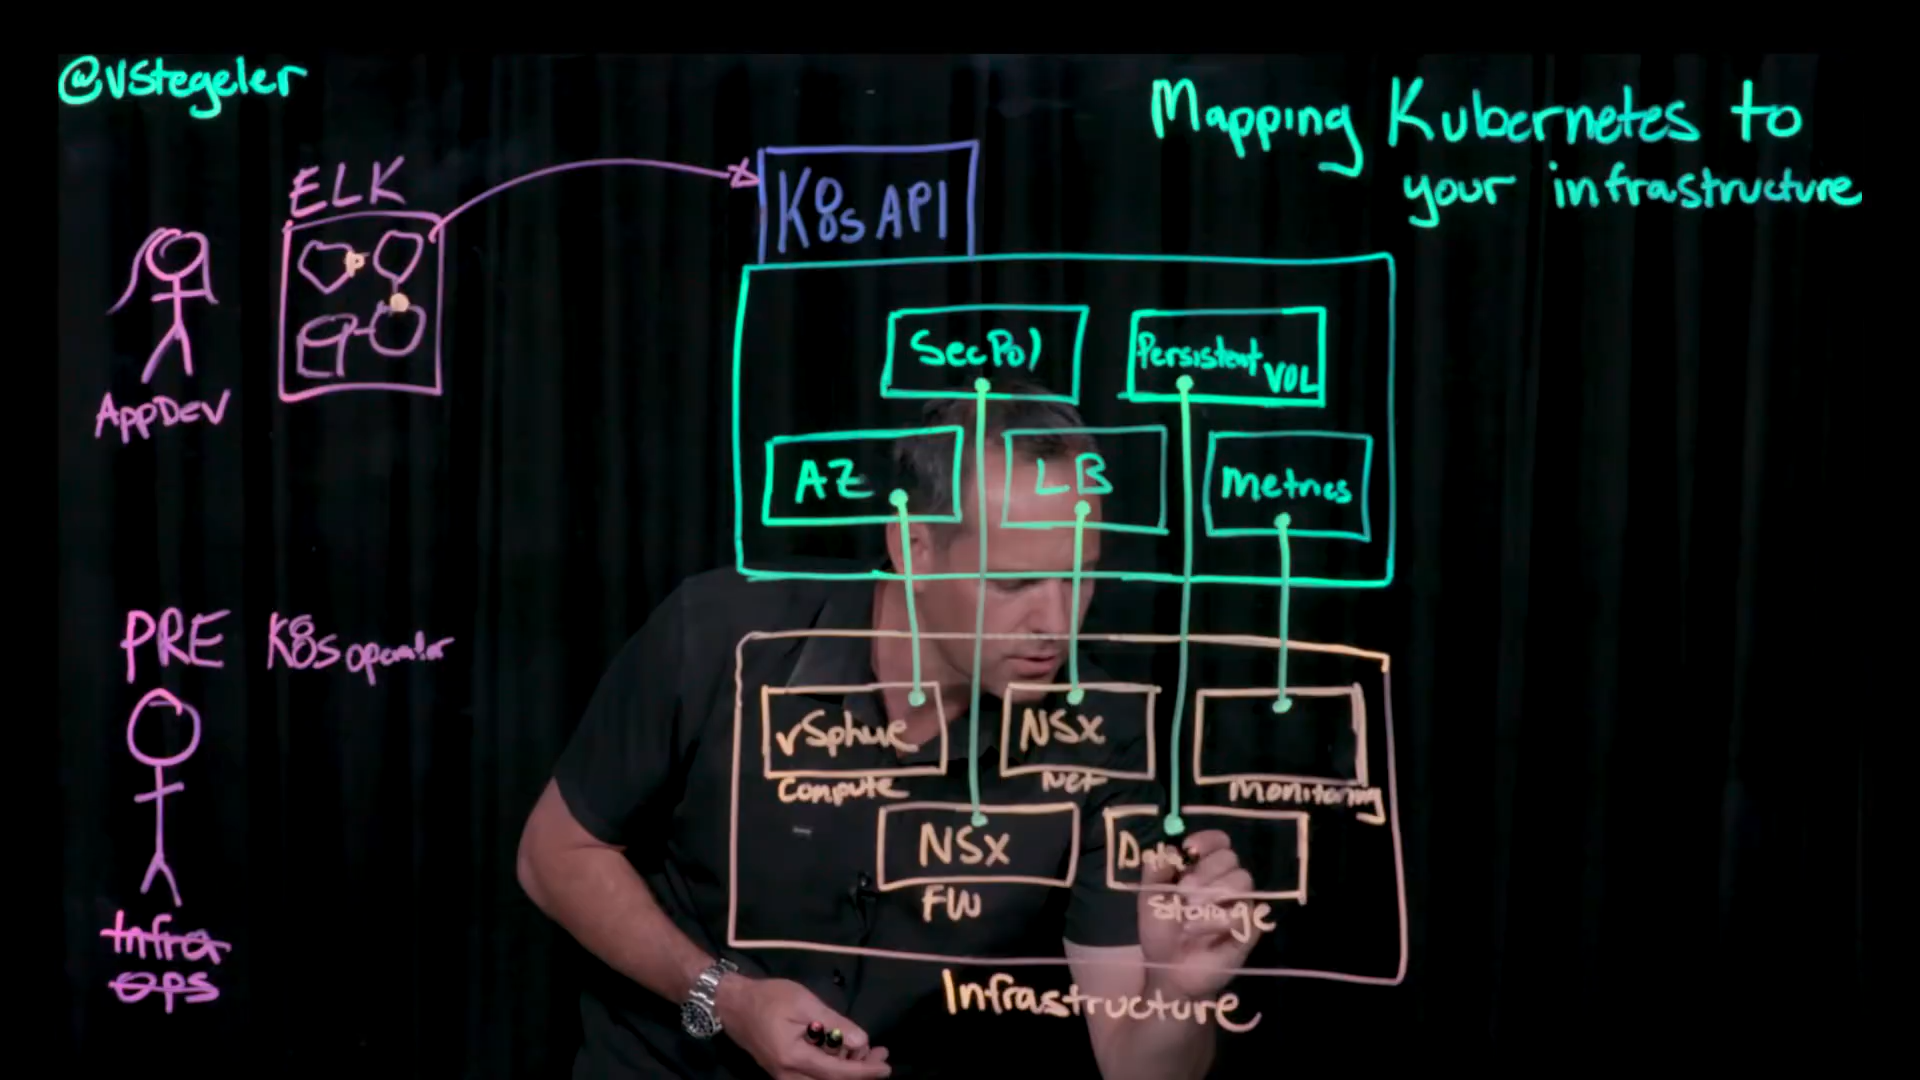 @vstegeler
Mapping Kubernetes to
your infrastructure
ELK
K8s API
AppDev
SecPol
Persistent VOL
AZ
LB
Metrics
PRE K8s operator
vSphere
Compute
NSX
Net
Monitoring
NSX
FW
Data
Storage
Infra
ops
Infrastructure